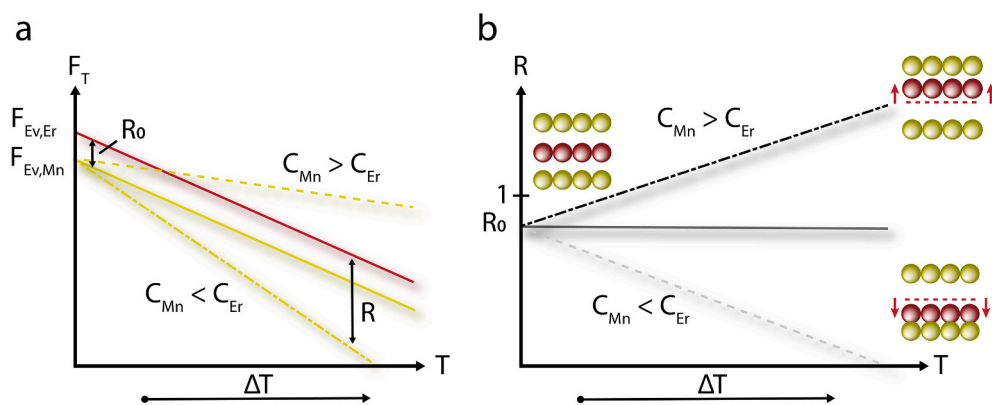 a
F_T
F_Ev,Er
R₀
F_Ev,Mn
C_Mn > C_Er
C_Mn < C_Er
R
T
ΔT
b
R
C_Mn > C_Er
1
R₀
C_Mn < C_Er
T
ΔT